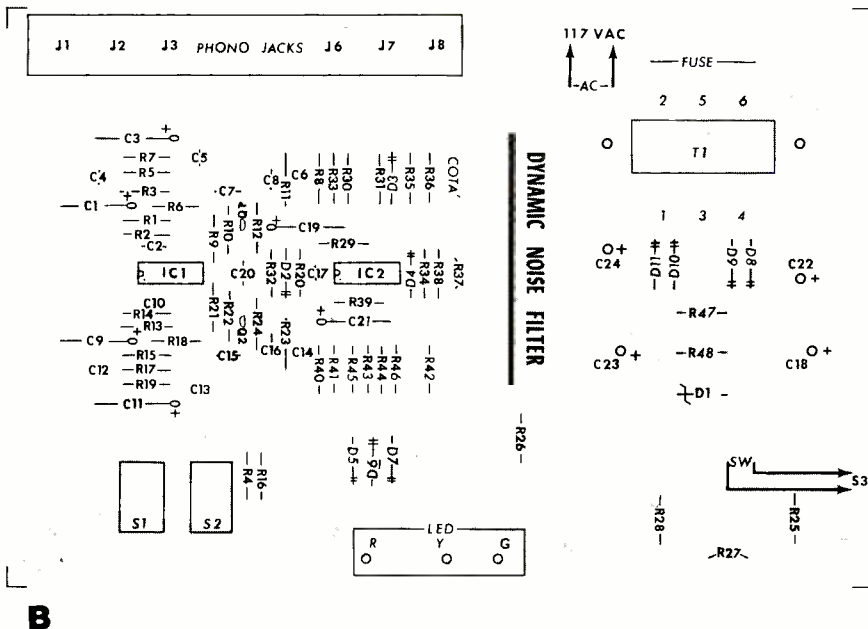 J1 J2 J3 PHONO JACKS J6 J7 J8
117 VAC
AC
FUSE
2 5 6
T1
1 3 4
C3
R7
C5
R5
C4
R3
C1
R6
R1
R2
C2
IC1
C7
Q1
R10
R12
R9
C8
R11
C6
R8
R33
R30
R31
D3
R35
R36
COTA'
C19
R29
R32
D2
R20
C17
C20
IC2
D4
R34
R38
R37
C10
R14
R13
C9
R18
R15
C12
R17
R19
C13
C11
R21
R22
Q2
R24
C15
C16
R23
C14
R39
C21
R40
R41
R45
R43
R44
R46
R42
DYNAMIC NOISE FILTER
C24
D11
D10
D9
D8
C22
R47
C23
R48
C18
D1
R26
D5
D6
D7
R4
R16
S1
S2
LED
R Y G
SW
S3
R28
R25
R27
B